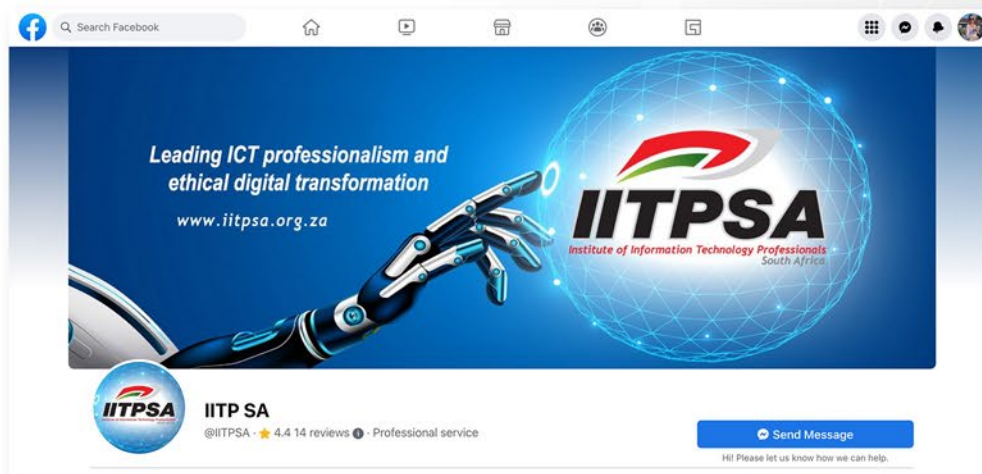 Search Facebook
Leading ICT professionalism and
ethical digital transformation
www.iitpsa.org.za
IITPSA
Institute of Information Technology Professionals
South Africa
IITPSA
IITP SA
@IITPSA · 4.4 14 reviews · Professional service
Send Message
Hi! Please let us know how we can help.